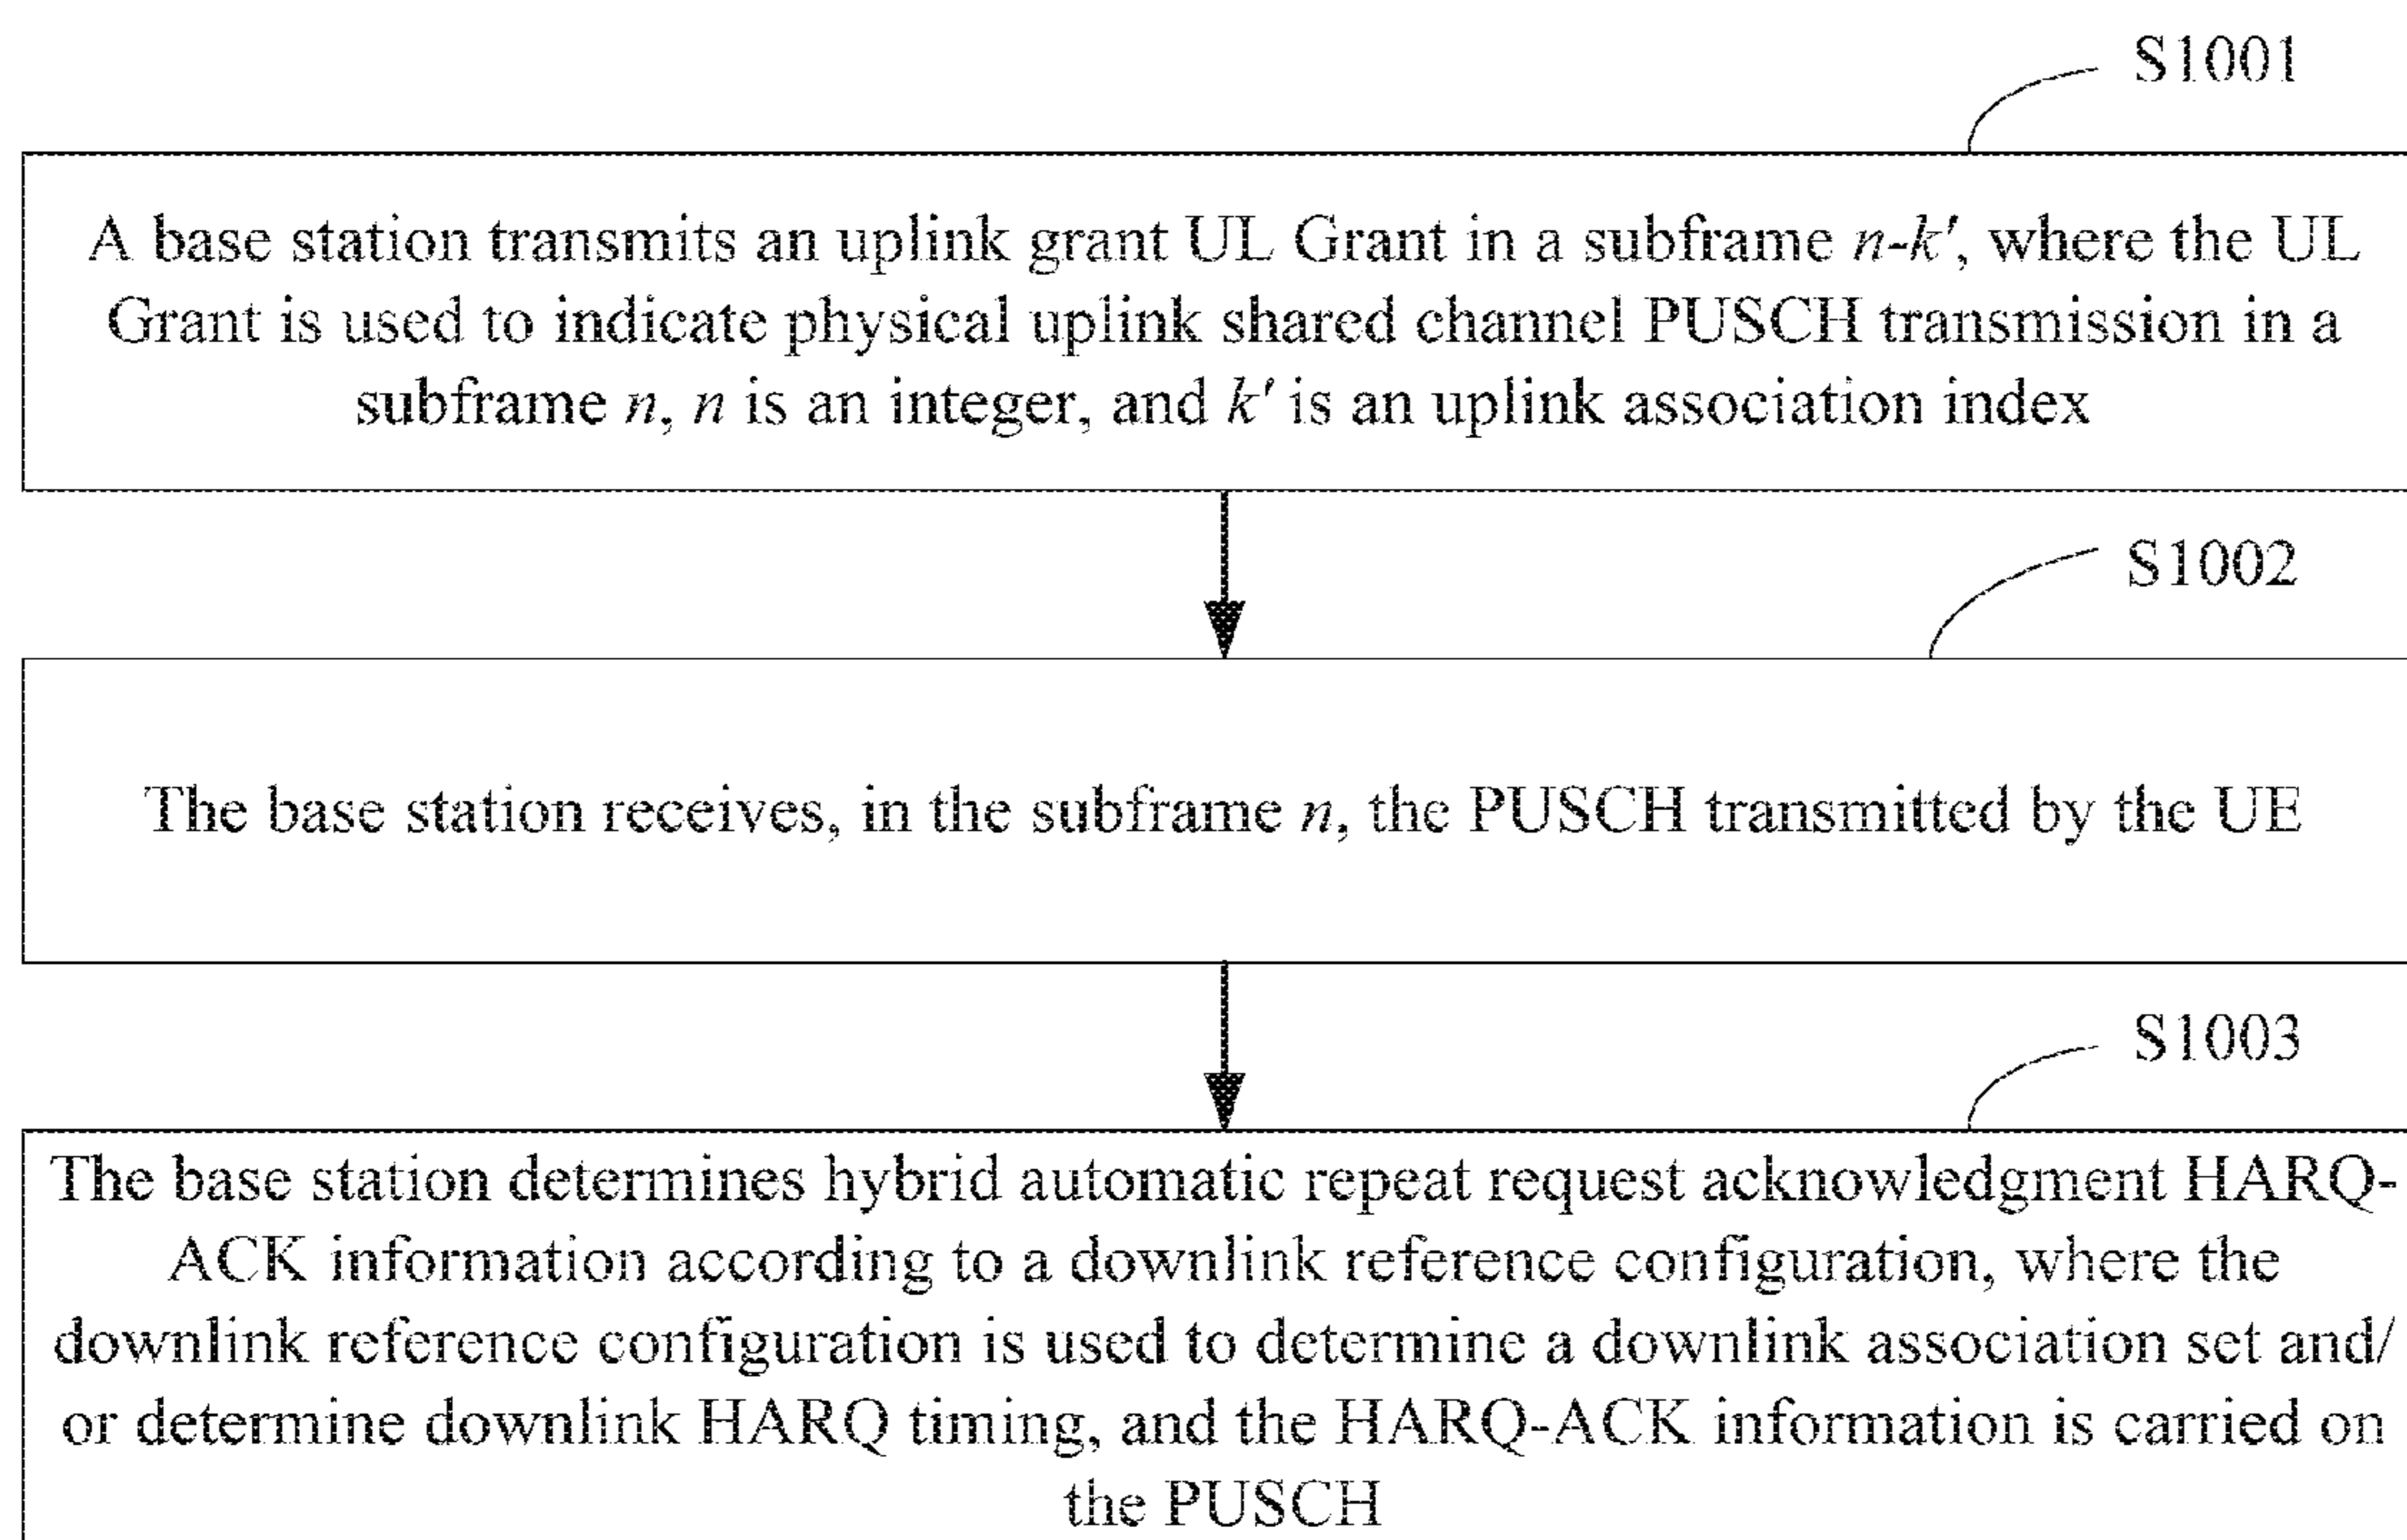 S1001
A base station transmits an uplink grant UL Grant in a subframe n-k', where the UL
Grant is used to indicate physical uplink shared channel PUSCH transmission in a
subframe n, n is an integer, and k' is an uplink association index
S1002
The base station receives, in the subframe n, the PUSCH transmitted by the UE
S1003
The base station determines hybrid automatic repeat request acknowledgment HARQ-
ACK information according to a downlink reference configuration, where the
downlink reference configuration is used to determine a downlink association set and/
or determine downlink HARQ timing, and the HARQ-ACK information is carried on
the PUSCH